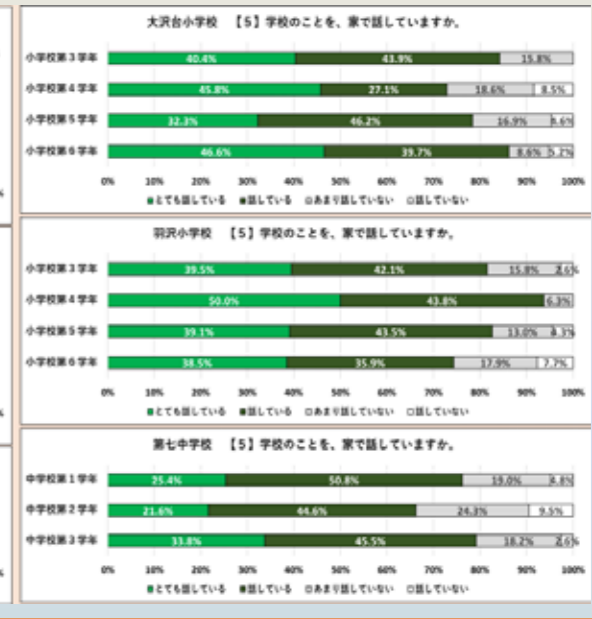 大沢台小学校 【5】学校のことを、家で話していますか。
小学校第3学年 40.4% 43.9% 15.8%
小学校第4学年 45.8% 27.1% 18.6% 8.5%
小学校第5学年 32.3% 46.2% 16.9% 4.6%
小学校第6学年 46.6% 39.7% 8.6% 5.2%
0% 10% 20% 30% 40% 50% 60% 70% 80% 90% 100%
■とても話している ■話している □あまり話していない □話していない
羽沢小学校 【5】学校のことを、家で話していますか。
小学校第3学年 39.5% 42.1% 15.8% 2.6%
小学校第4学年 50.0% 43.8% 6.3%
小学校第5学年 39.1% 43.5% 13.0% 4.3%
小学校第6学年 38.5% 35.9% 17.9% 7.7%
0% 10% 20% 30% 40% 50% 60% 70% 80% 90% 100%
■とても話している ■話している □あまり話していない □話していない
第七中学校 【5】学校のことを、家で話していますか。
中学校第1学年 25.4% 50.8% 19.0% 4.8%
中学校第2学年 21.6% 44.6% 24.3% 9.5%
中学校第3学年 33.8% 45.5% 18.2% 2.6%
0% 10% 20% 30% 40% 50% 60% 70% 80% 90% 100%
■とても話している ■話している □あまり話していない □話していない